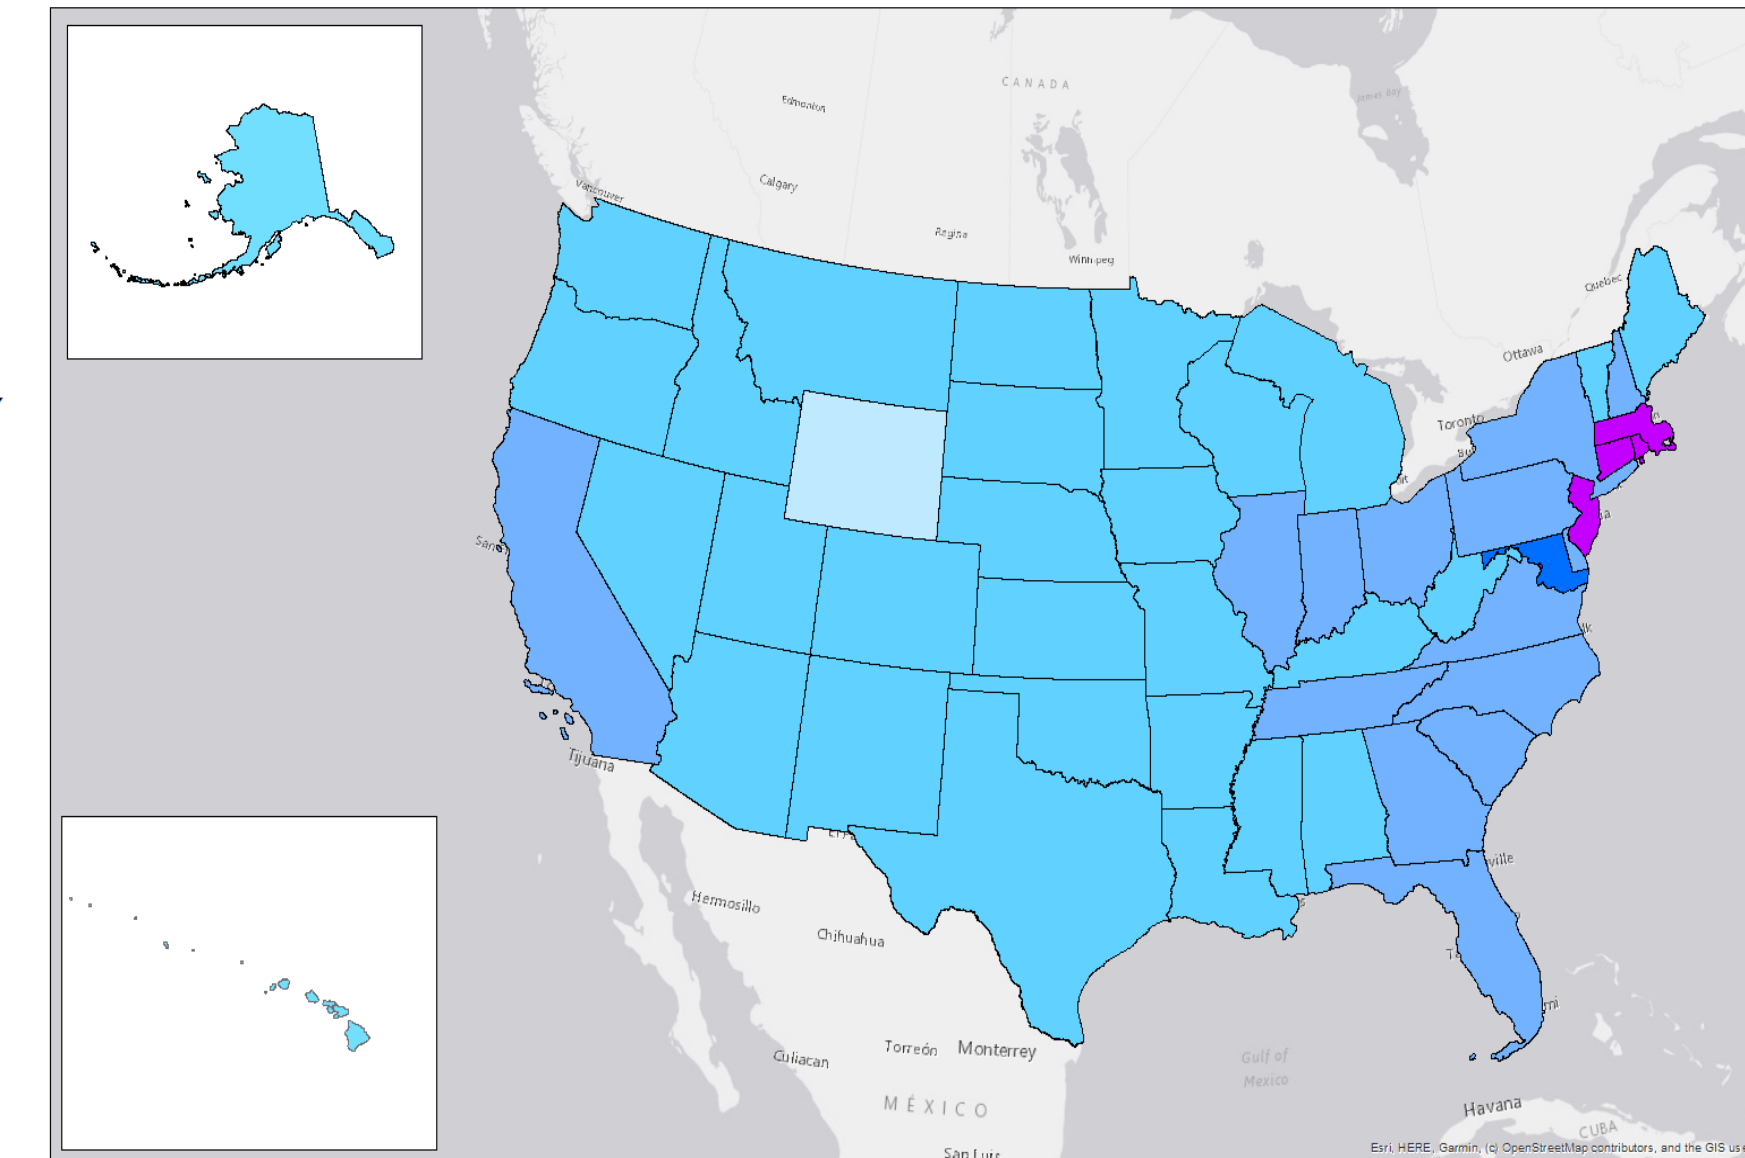 CANADA
James Bay
Edmonton
Calgary
Vancouver
Regina
Winnipeg
Quebec
Ottawa
Toronto
Tijuana
Hermosillo
Chihuahua
Culiacan
Torreón
Monterrey
Gulf of
Mexico
MÉXICO
Havana
CUBA
San Luis
Esri, HERE, Garmin, (c) OpenStreetMap contributors, and the GIS use